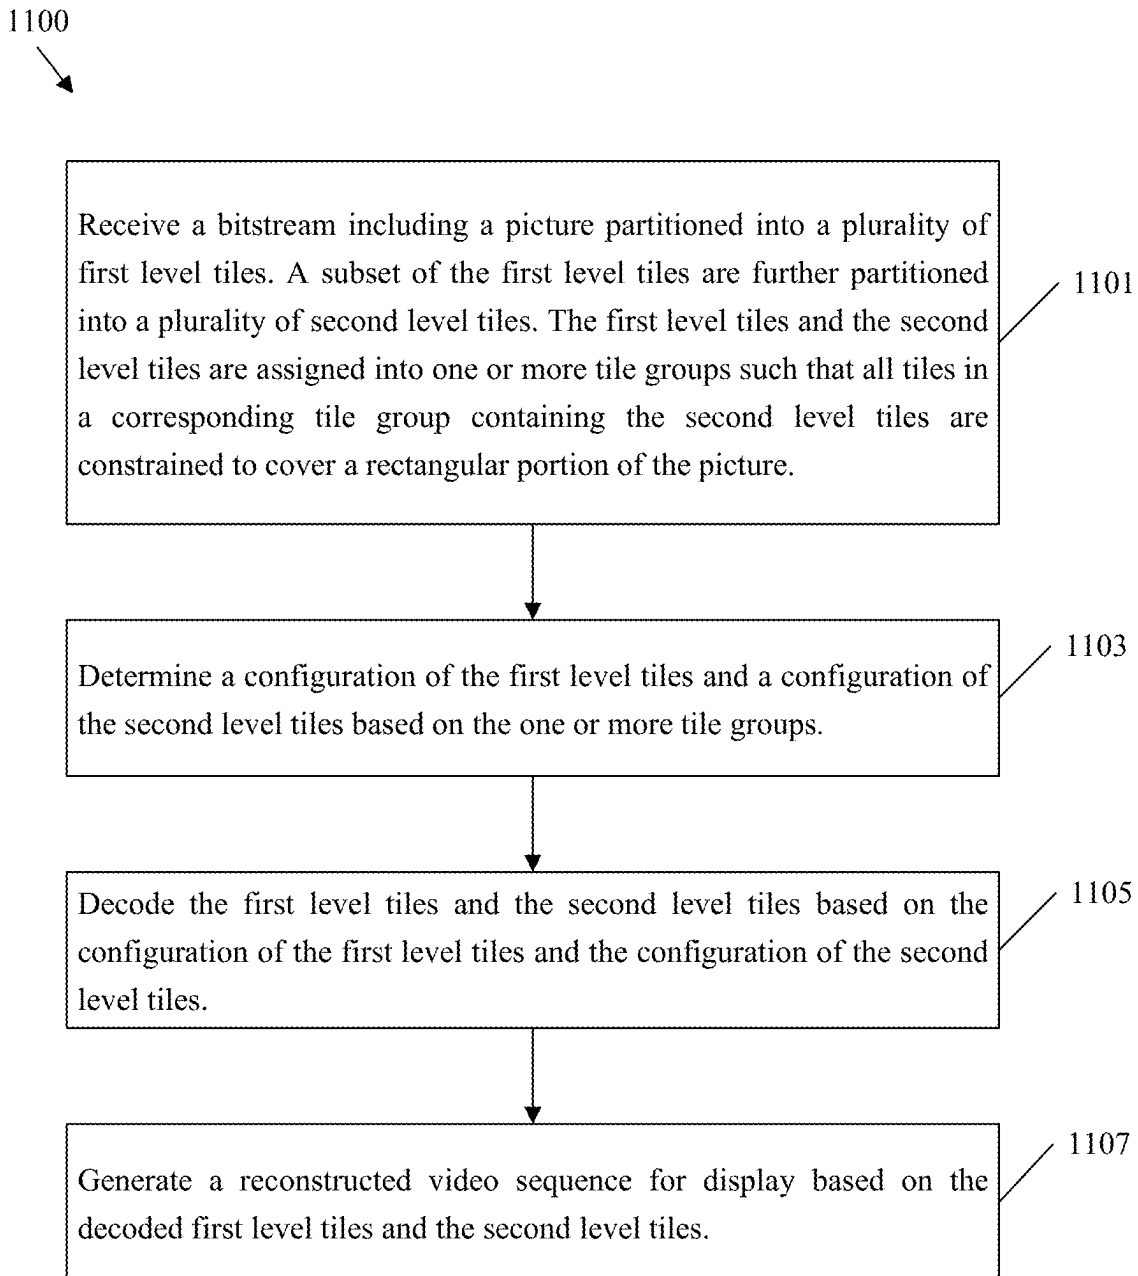 1100
Receive a bitstream including a picture partitioned into a plurality of
first level tiles. A subset of the first level tiles are further partitioned
into a plurality of second level tiles. The first level tiles and the second
level tiles are assigned into one or more tile groups such that all tiles in
a corresponding tile group containing the second level tiles are
constrained to cover a rectangular portion of the picture.
1101
Determine a configuration of the first level tiles and a configuration of
the second level tiles based on the one or more tile groups.
1103
Decode the first level tiles and the second level tiles based on the
configuration of the first level tiles and the configuration of the second
level tiles.
1105
Generate a reconstructed video sequence for display based on the
decoded first level tiles and the second level tiles.
1107